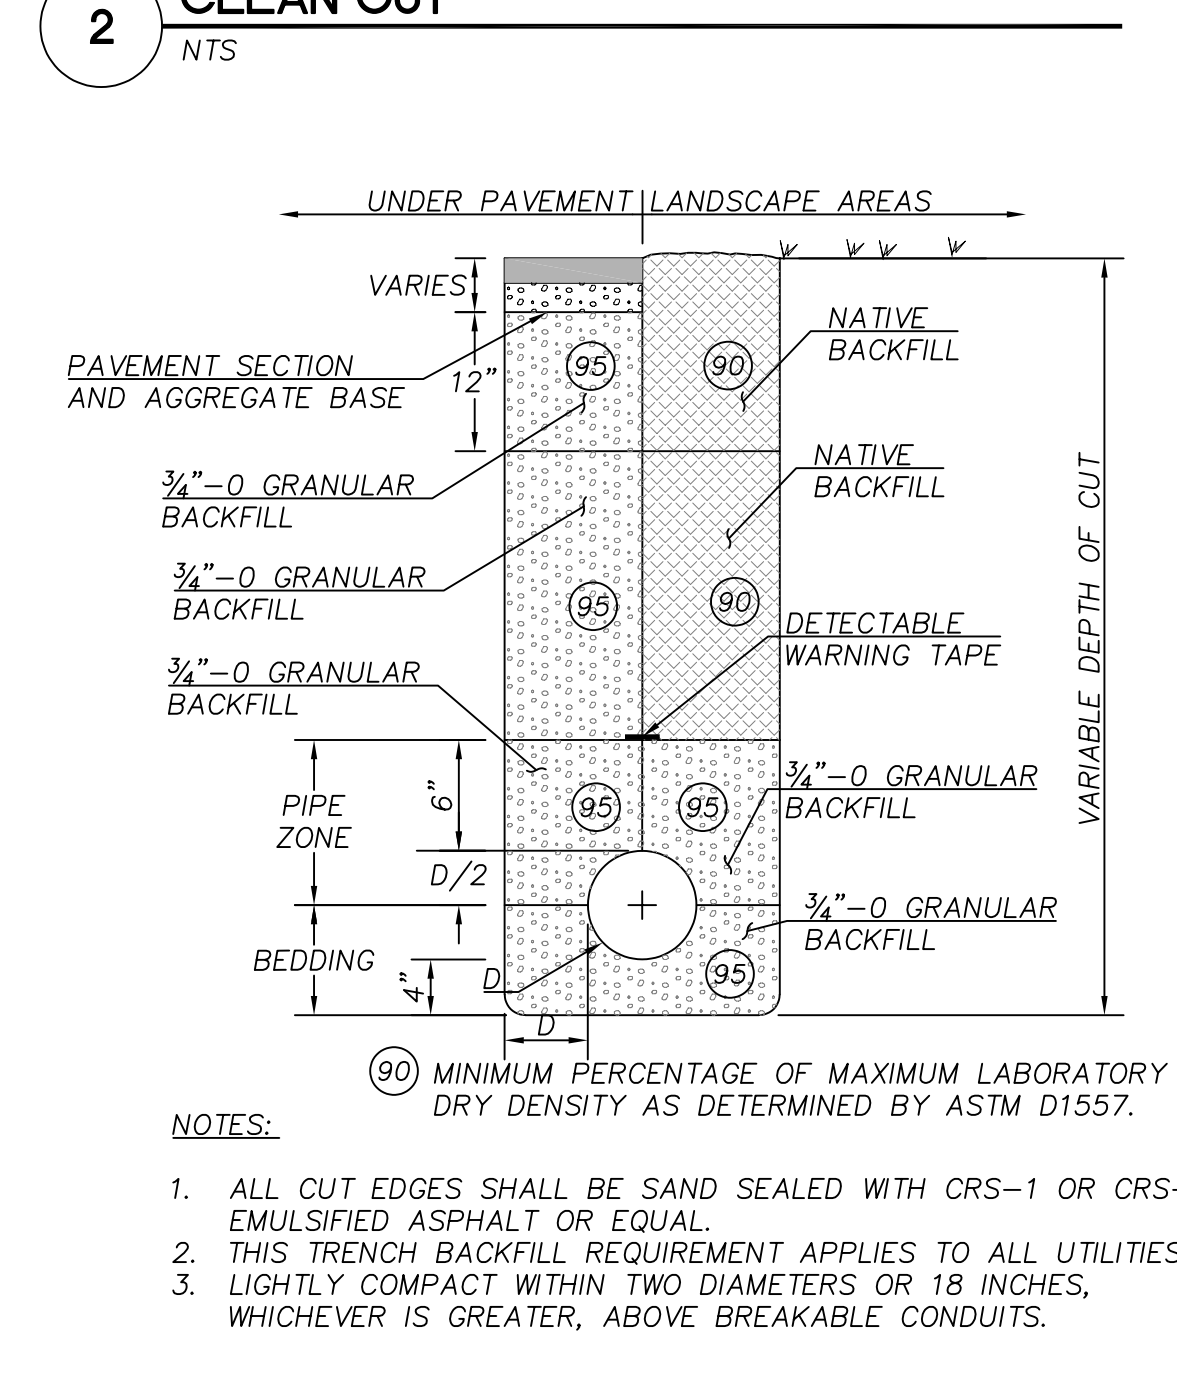 CLEAN OUT
2
NTS
UNDER PAVEMENT
LANDSCAPE AREAS
VARIES
NATIVE
BACKFILL
PAVEMENT SECTION
AND AGGREGATE BASE
12"
95
90
¾"-0 GRANULAR
BACKFILL
NATIVE
BACKFILL
¾"-0 GRANULAR
BACKFILL
95
90
DETECTABLE
WARNING TAPE
VARIABLE DEPTH OF CUT
¾"-0 GRANULAR
BACKFILL
PIPE
ZONE
6"
95
95
¾"-0 GRANULAR
BACKFILL
D/2
¾"-0 GRANULAR
BACKFILL
BEDDING
4"
D
95
D
90 MINIMUM PERCENTAGE OF MAXIMUM LABORATORY
DRY DENSITY AS DETERMINED BY ASTM D1557.
NOTES:
1. ALL CUT EDGES SHALL BE SAND SEALED WITH CRS-1 OR CRS-
EMULSIFIED ASPHALT OR EQUAL.
2. THIS TRENCH BACKFILL REQUIREMENT APPLIES TO ALL UTILITIES
3. LIGHTLY COMPACT WITHIN TWO DIAMETERS OR 18 INCHES,
WHICHEVER IS GREATER, ABOVE BREAKABLE CONDUITS.